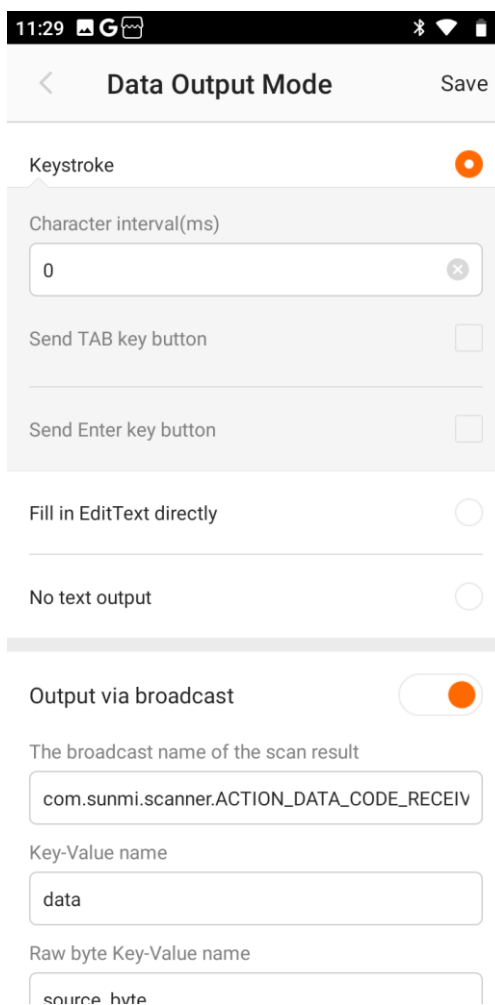 11:29 G
Data Output Mode Save
Keystroke
Character interval(ms)
0
Send TAB key button
Send Enter key button
Fill in EditText directly
No text output
Output via broadcast
The broadcast name of the scan result
com.sunmi.scanner.ACTION_DATA_CODE_RECEIV
Key-Value name
data
Raw byte Key-Value name
source_byte